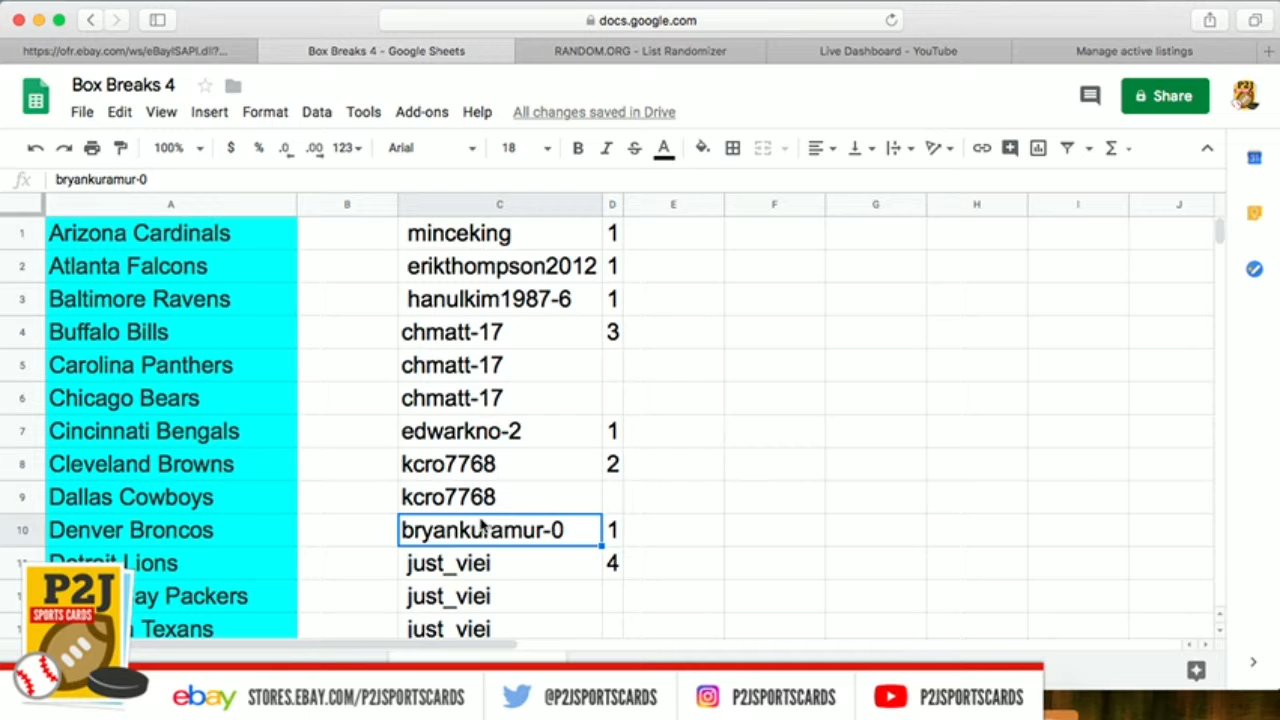 docs.google.com
https://ofr.ebay.com/ws/eBayISAPI.dll?...
Box Breaks 4 - Google Sheets
RANDOM.ORG - List Randomizer
Live Dashboard - YouTube
Manage active listings
Box Breaks 4
Share
File Edit View Insert Format Data Tools Add-ons Help All changes saved in Drive
100% $ % .0 .00 123 Arial 18 B I S A Σ
fx bryankuramur-0
A B C D E F G H I J
1 Arizona Cardinals minceking 1
2 Atlanta Falcons erikthompson2012 1
3 Baltimore Ravens hanulkim1987-6 1
4 Buffalo Bills chmatt-17 3
5 Carolina Panthers chmatt-17
6 Chicago Bears chmatt-17
7 Cincinnati Bengals edwarkno-2 1
8 Cleveland Browns kcro7768 2
9 Dallas Cowboys kcro7768
10 Denver Broncos bryankuramur-0 1
Detroit Lions just_viei 4
ay Packers just_viei
Texans just_viei
P2J
SPORTS CARDS
ebay STORES.EBAY.COM/P2JSPORTSCARDS @P2JSPORTSCARDS P2JSPORTSCARDS P2JSPORTSCARDS